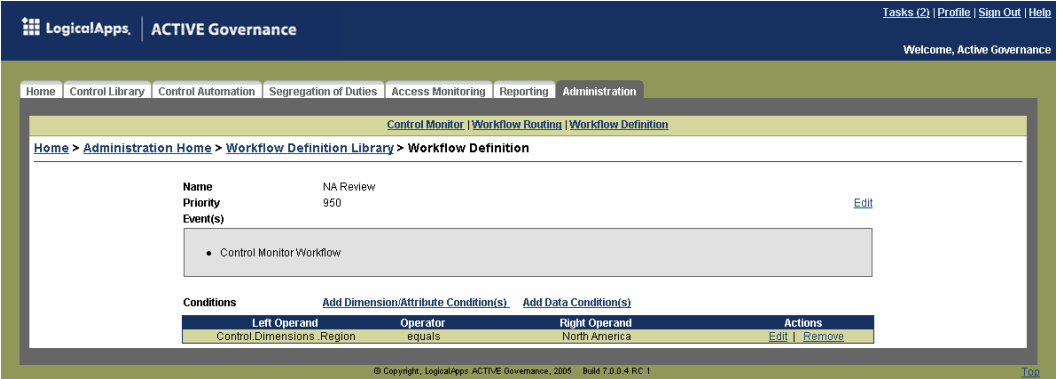 Tasks (2) | Profile | Sign Out | Help
LogicalApps. | ACTIVE Governance
Welcome, Active Governance
Home Control Library Control Automation Segregation of Duties Access Monitoring Reporting Administration
Control Monitor | Workflow Routing | Workflow Definition
Home > Administration Home > Workflow Definition Library > Workflow Definition
Name NA Review
Priority 950 Edit
Event(s)
• Control Monitor Workflow
Conditions Add Dimension/Attribute Condition(s) Add Data Condition(s)
Left Operand Operator Right Operand Actions
Control.Dimensions .Region equals North America Edit | Remove
© Copyright, LogicalApps ACTIVE Governance, 2005 Build 7.0.0.4 RC 1
Top